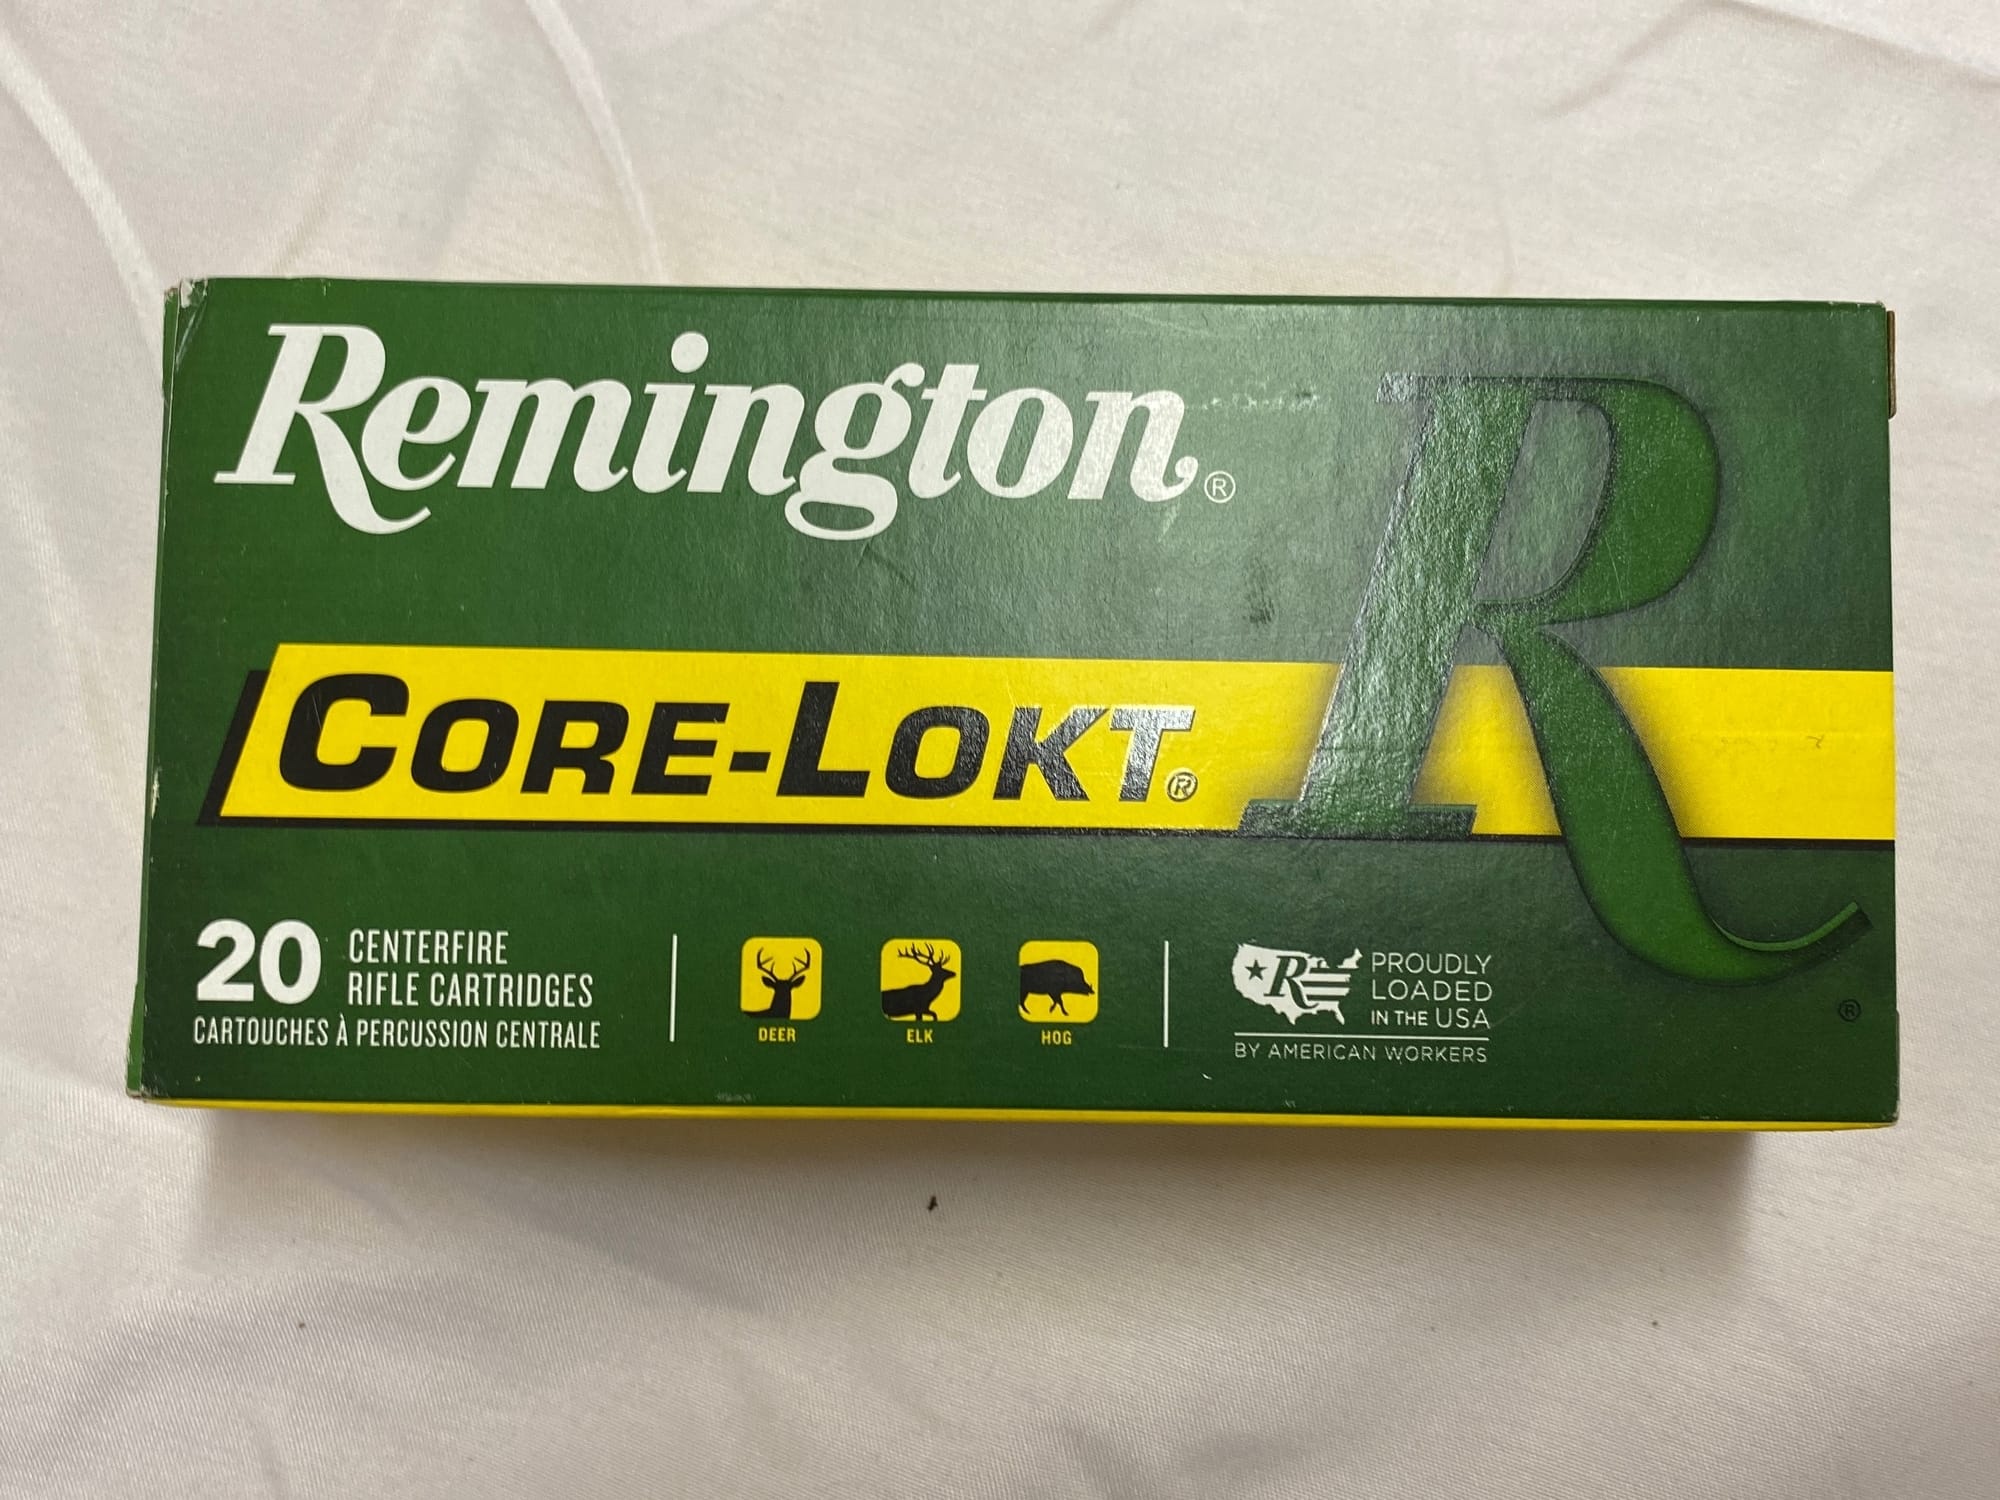 Remington®
CORE-LOKT®
20 CENTERFIRE
RIFLE CARTRIDGES
CARTOUCHES À PERCUSSION CENTRALE
DEER
ELK
HOG
R
PROUDLY
LOADED
IN THE USA
BY AMERICAN WORKERS
R®